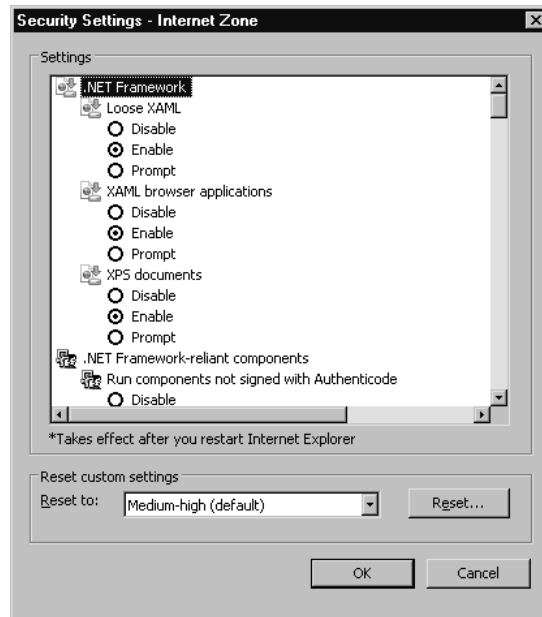 Security Settings - Internet Zone
Settings
.NET Framework
Loose XAML
Disable
Enable
Prompt
XAML browser applications
Disable
Enable
Prompt
XPS documents
Disable
Enable
Prompt
.NET Framework-reliant components
Run components not signed with Authenticode
Disable
*Takes effect after you restart Internet Explorer
Reset custom settings
Reset to: Medium-high (default) Reset...
OK Cancel